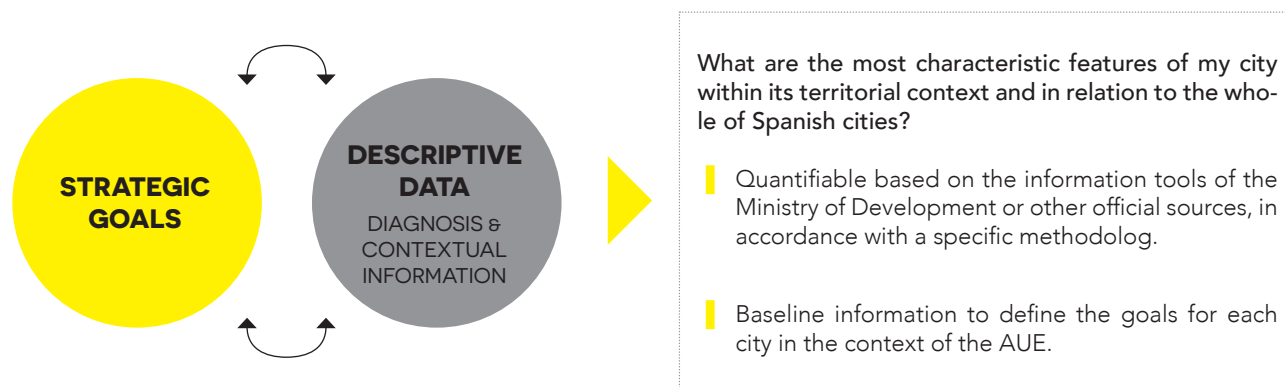 STRATEGIC
GOALS
DESCRIPTIVE
DATA
DIAGNOSIS &
CONTEXTUAL
INFORMATION
What are the most characteristic features of my city
within its territorial context and in relation to the who-
le of Spanish cities?
Quantifiable based on the information tools of the
Ministry of Development or other official sources, in
accordance with a specific methodolog.
Baseline information to define the goals for each
city in the context of the AUE.